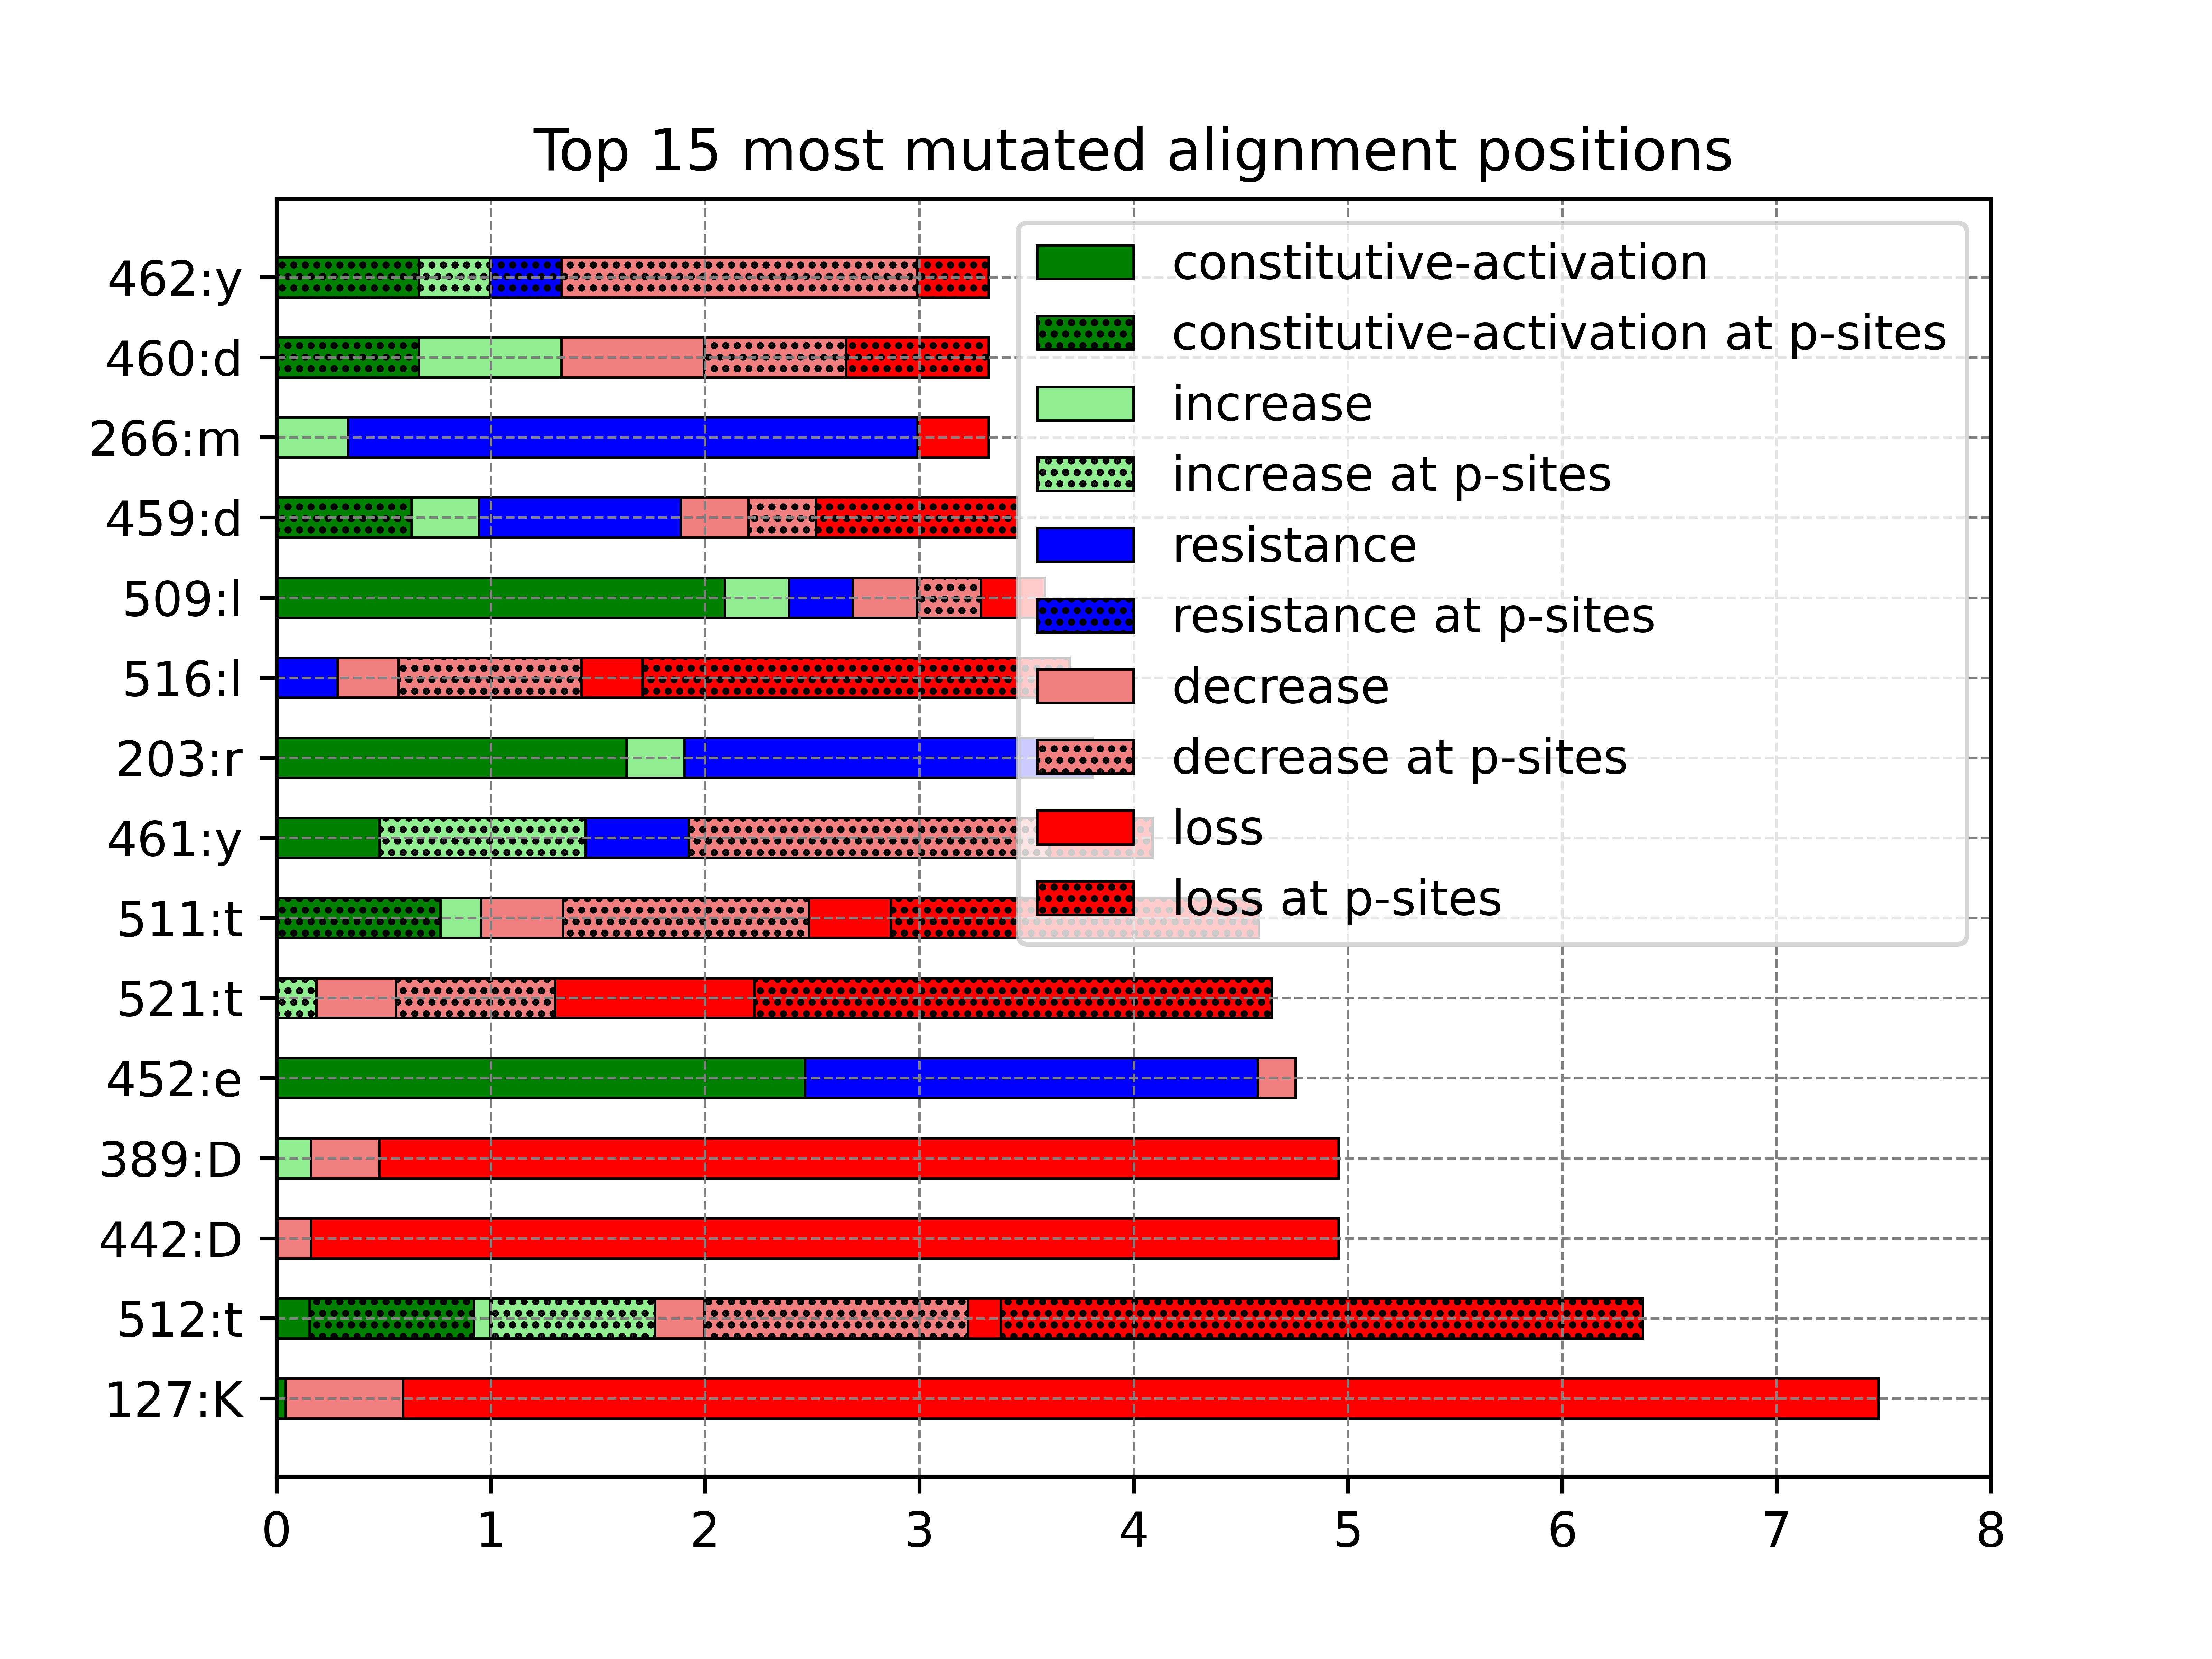 Top 15 most mutated alignment positions
462:y
460:d
266:m
459:d
509:l
516:l
203:r
461:y
511:t
521:t
452:e
389:D
442:D
512:t
127:K
constitutive-activation
constitutive-activation at p-sites
increase
increase at p-sites
resistance
resistance at p-sites
decrease
decrease at p-sites
loss
loss at p-sites
0 1 2 3 4 5 6 7 8